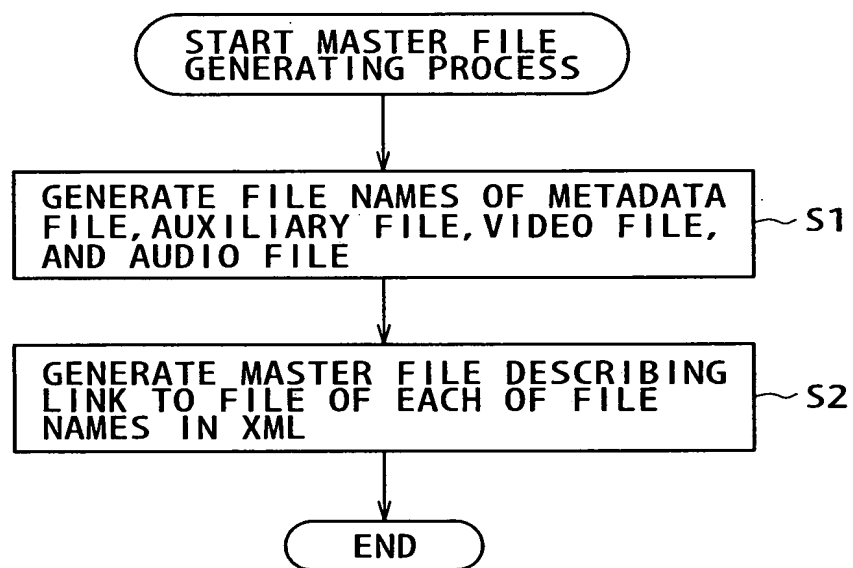 START MASTER FILE
GENERATING PROCESS
GENERATE FILE NAMES OF METADATA
FILE, AUXILIARY FILE, VIDEO FILE,
AND AUDIO FILE
S1
GENERATE MASTER FILE DESCRIBING
LINK TO FILE OF EACH OF FILE
NAMES IN XML
S2
END